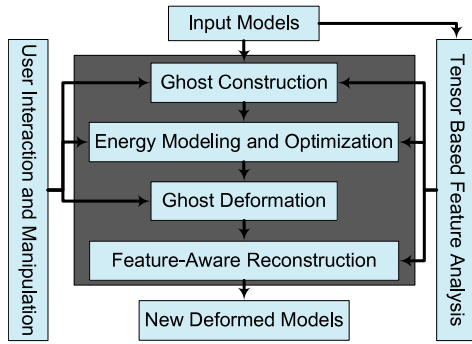 Input Models
User Interaction and Manipulation
Ghost Construction
Energy Modeling and Optimization
Ghost Deformation
Feature-Aware Reconstruction
Tensor Based Feature Analysis
New Deformed Models